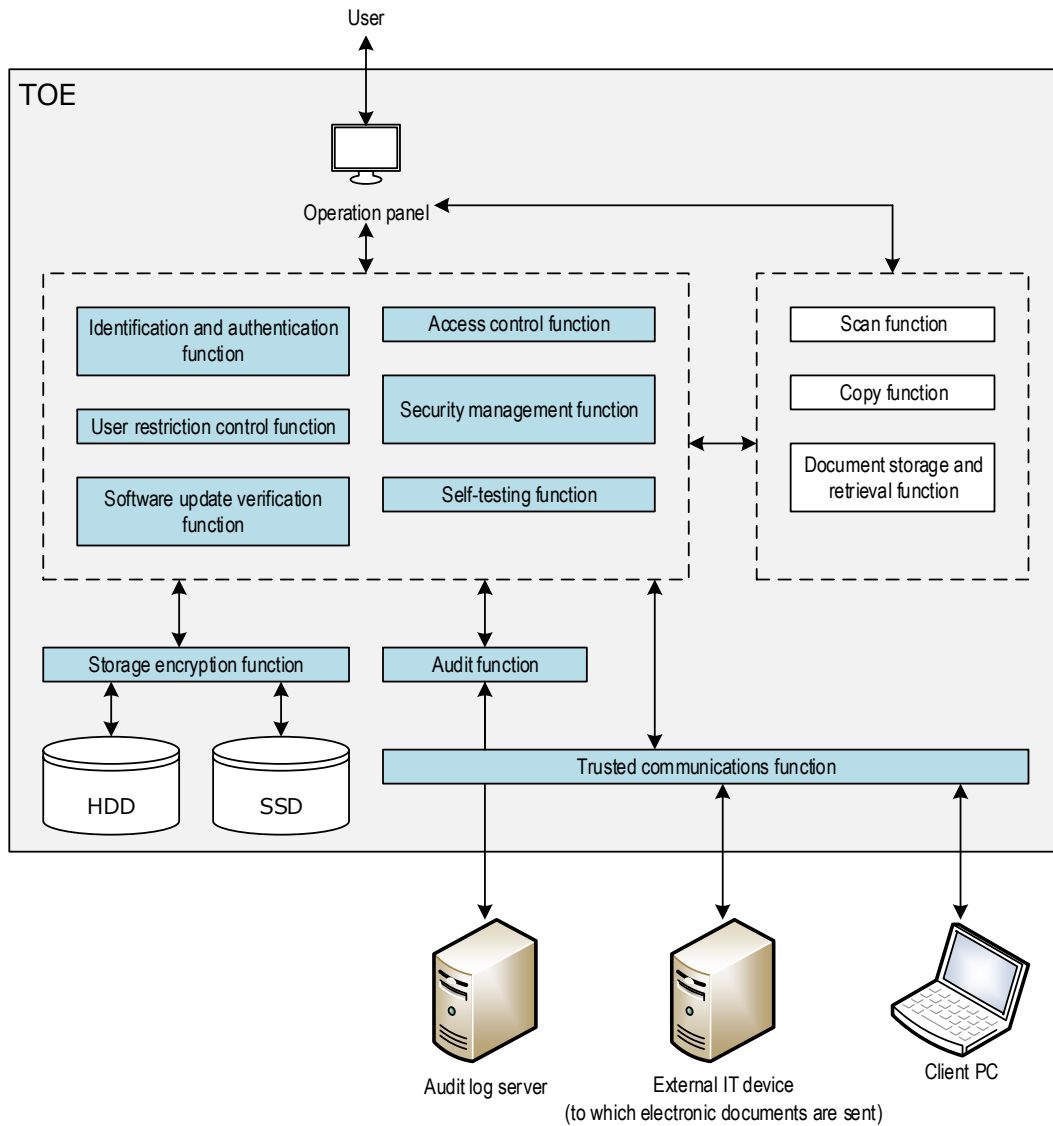 User
TOE
Operation panel
Identification and authentication
function
Access control function
Scan function
Security management function
Copy function
User restriction control function
Document storage and
retrieval function
Software update verification
function
Self-testing function
Storage encryption function
Audit function
Trusted communications function
HDD
SSD
Audit log server
External IT device
(to which electronic documents are sent)
Client PC